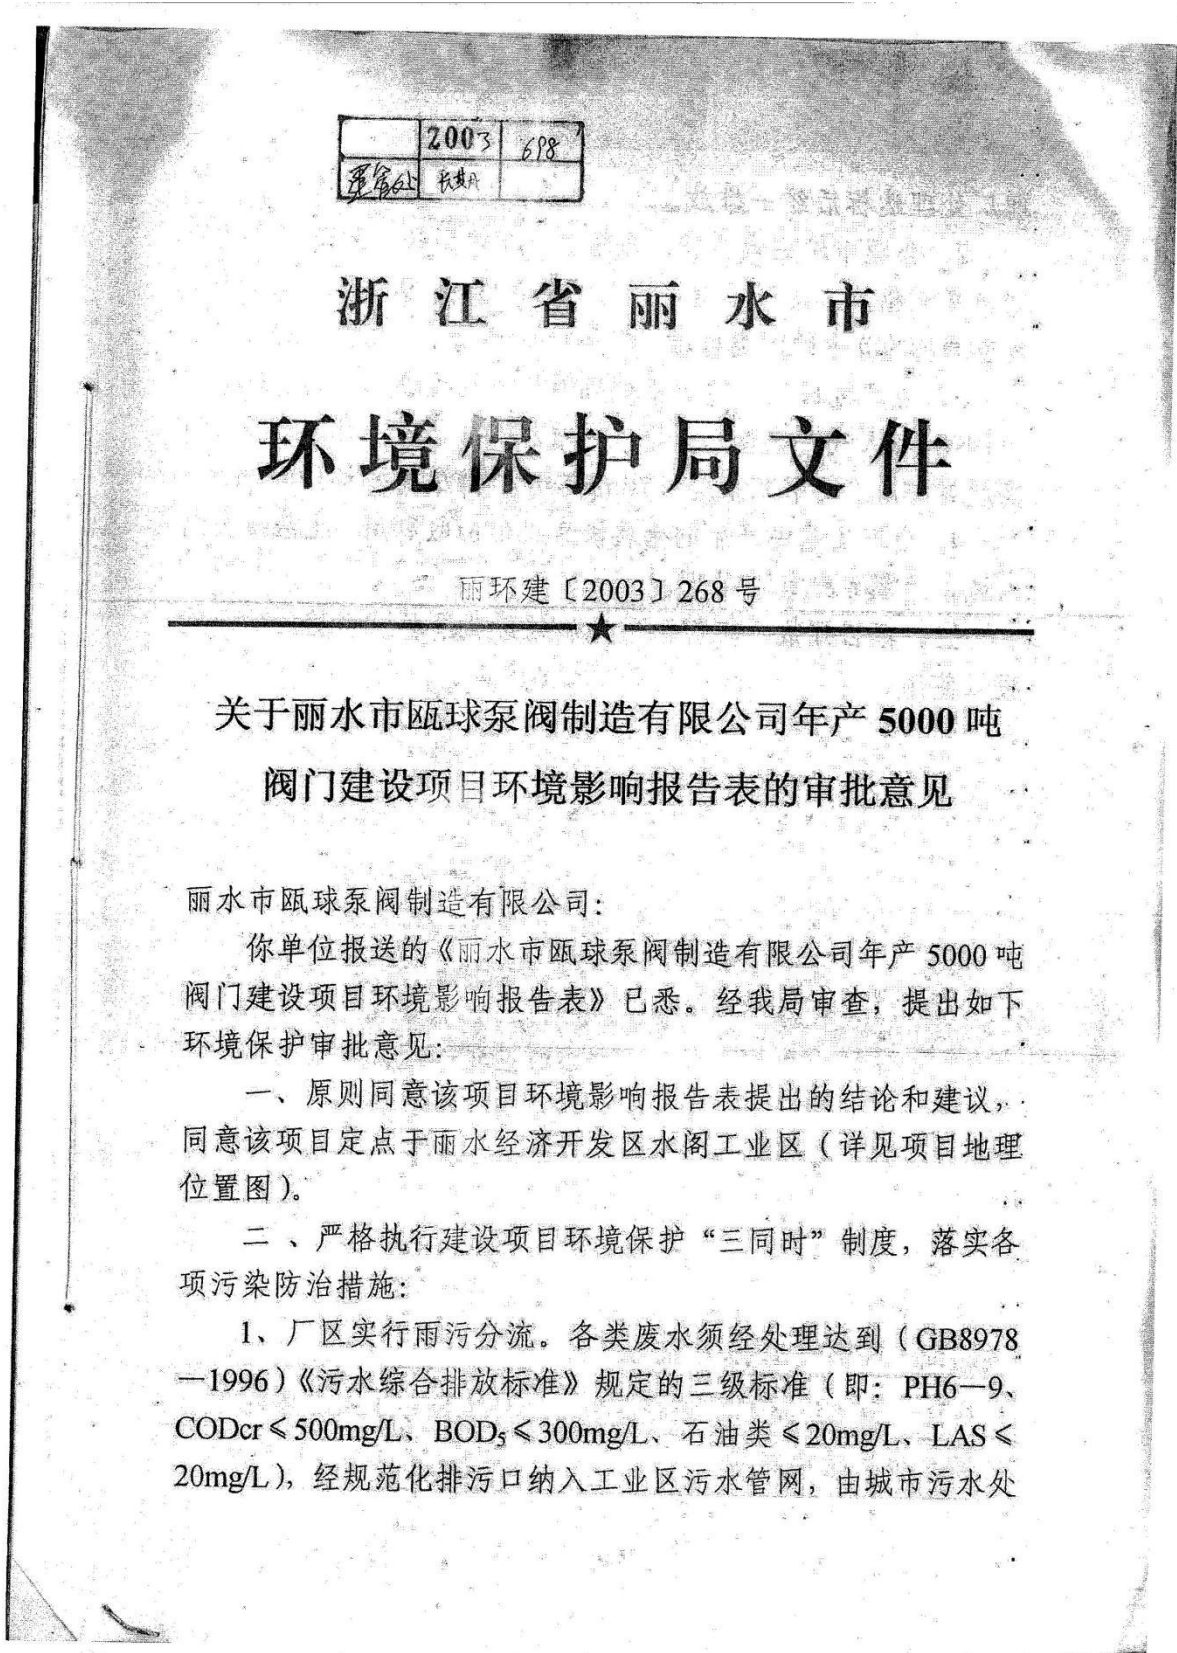 2003 698
长期
浙江省丽水市
环境保护局文件
丽环建〔2003〕268号
关于丽水市瓯球泵阀制造有限公司年产5000吨
阀门建设项目环境影响报告表的审批意见
丽水市瓯球泵阀制造有限公司:
你单位报送的《丽水市瓯球泵阀制造有限公司年产5000吨
阀门建设项目环境影响报告表》已悉。经我局审查，提出如下
环境保护审批意见:
一、原则同意该项目环境影响报告表提出的结论和建议，
同意该项目定点于丽水经济开发区水阁工业区（详见项目地理
位置图）。
二、严格执行建设项目环境保护“三同时”制度，落实各
项污染防治措施:
1、厂区实行雨污分流。各类废水须经处理达到（GB8978
—1996）《污水综合排放标准》规定的三级标准（即: PH6—9、
CODcr≤500mg/L、BOD₅≤300mg/L、石油类≤20mg/L、LAS≤
20mg/L），经规范化排污口纳入工业区污水管网，由城市污水处